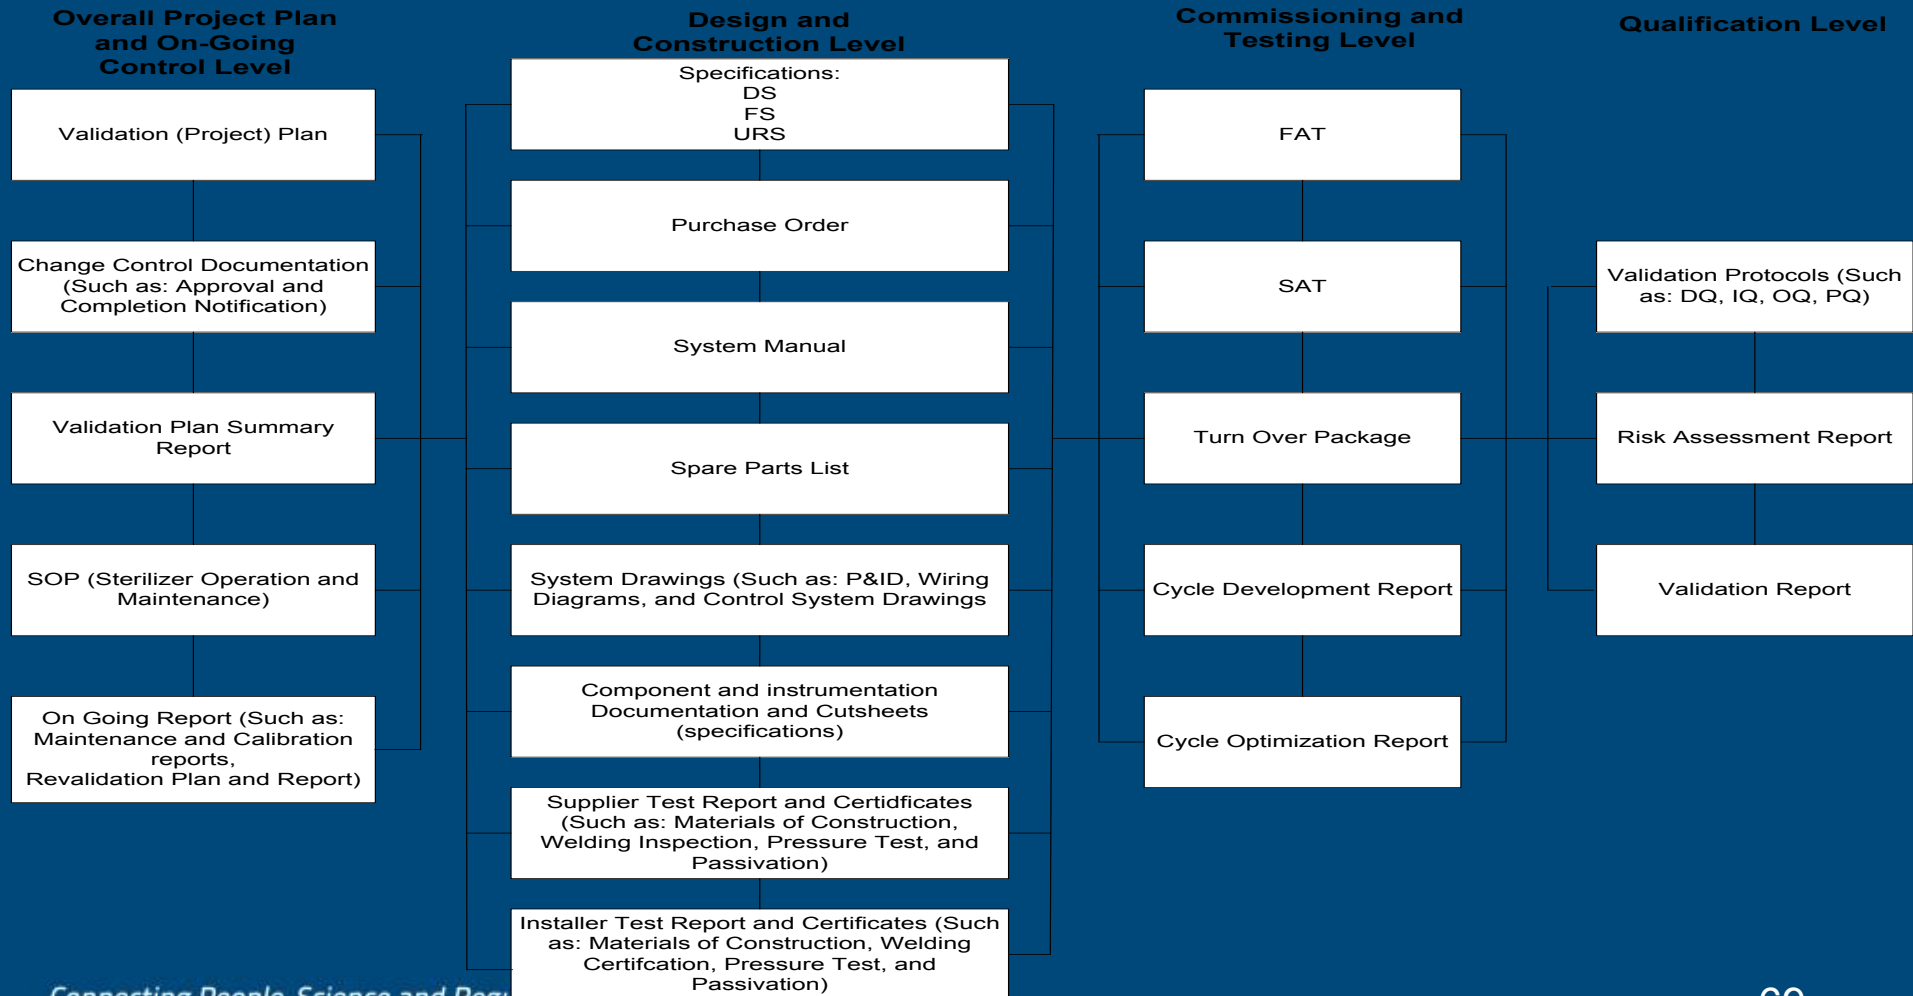 Overall Project Plan
and On-Going
Control Level
Validation (Project) Plan
Change Control Documentation
(Such as: Approval and
Completion Notification)
Validation Plan Summary
Report
SOP (Sterilizer Operation and
Maintenance)
On Going Report (Such as:
Maintenance and Calibration
reports,
Revalidation Plan and Report)
Design and
Construction Level
Specifications:
DS
FS
URS
Purchase Order
System Manual
Spare Parts List
System Drawings (Such as: P&ID, Wiring
Diagrams, and Control System Drawings
Component and instrumentation
Documentation and Cutsheets
(specifications)
Supplier Test Report and Certidficates
(Such as: Materials of Construction,
Welding Inspection, Pressure Test, and
Passivation)
Installer Test Report and Certificates (Such
as: Materials of Construction, Welding
Certifcation, Pressure Test, and
Passivation)
Commissioning and
Testing Level
FAT
SAT
Turn Over Package
Cycle Development Report
Cycle Optimization Report
Qualification Level
Validation Protocols (Such
as: DQ, IQ, OQ, PQ)
Risk Assessment Report
Validation Report
Connecting People, Science and